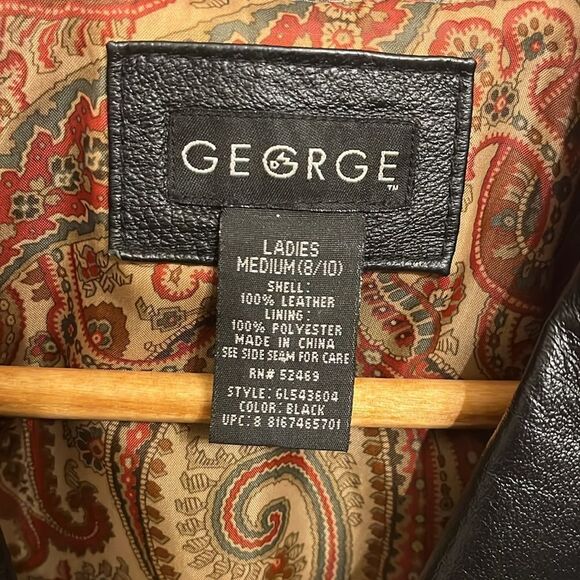 GEORGE
TM
LADIES
MEDIUM(8/10)
SHELL:
100% LEATHER
LINING:
100% POLYESTER
MADE IN CHINA
SEE SIDE SEAM FOR CARE
RN# 52469
STYLE: GL543604
COLOR: BLACK
UPC: 8 8167465701